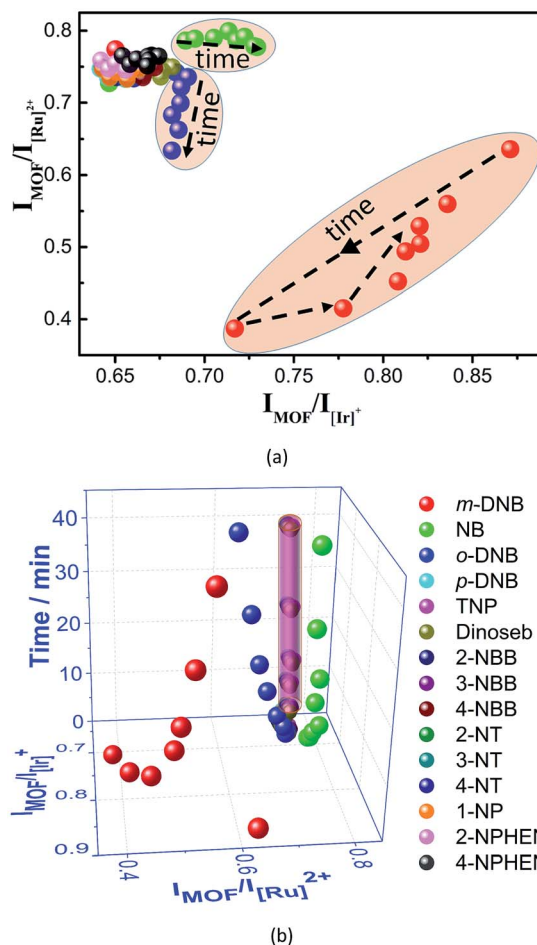 0.8
0.7
0.6
0.5
0.4
I_MOF/I_[Ru]²⁺
time
time
time
0.65 0.70 0.75 0.80 0.85
I_MOF/I_[Ir]⁺
(a)
40
30
20
10
0
Time / min
0.7
0.8
0.9
I_MOF/I_[Ir]⁺
0.4 0.6 0.8
I_MOF/I_[Ru]²⁺
m-DNB
NB
o-DNB
p-DNB
TNP
Dinoseb
2-NBB
3-NBB
4-NBB
2-NT
3-NT
4-NT
1-NP
2-NPHEN
4-NPHEN
(b)